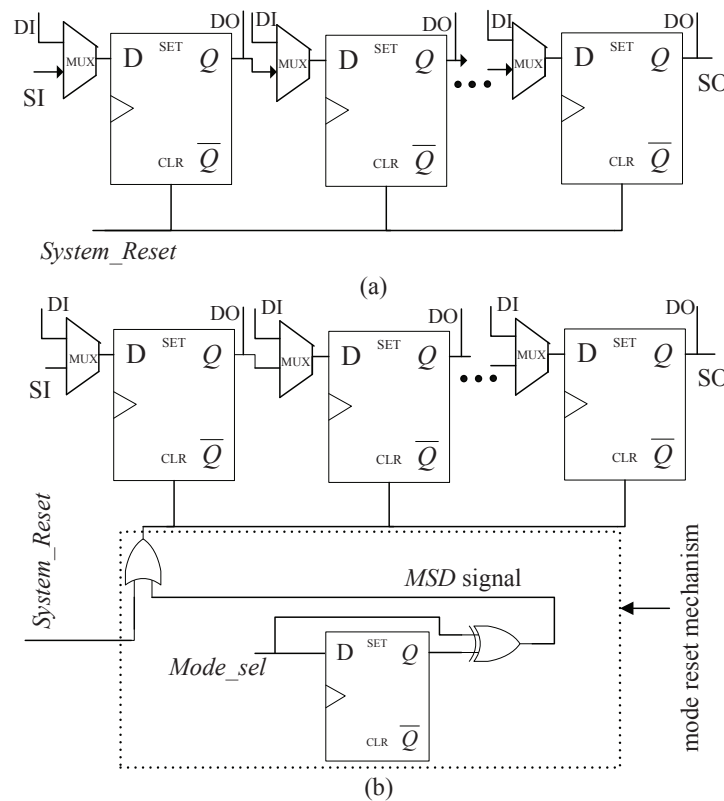 DI DO DI DO DI
MUX D SET Q MUX D SET Q MUX D SET Q
SI SO
CLR Q CLR Q CLR Q
System_Reset
(a)
DI DO DI DO DI
MUX D SET Q MUX D SET Q MUX D SET Q
SI SO
CLR Q CLR Q CLR Q
System_Reset
MSD signal
mode reset mechanism
Mode_sel D SET Q
CLR Q
(b)